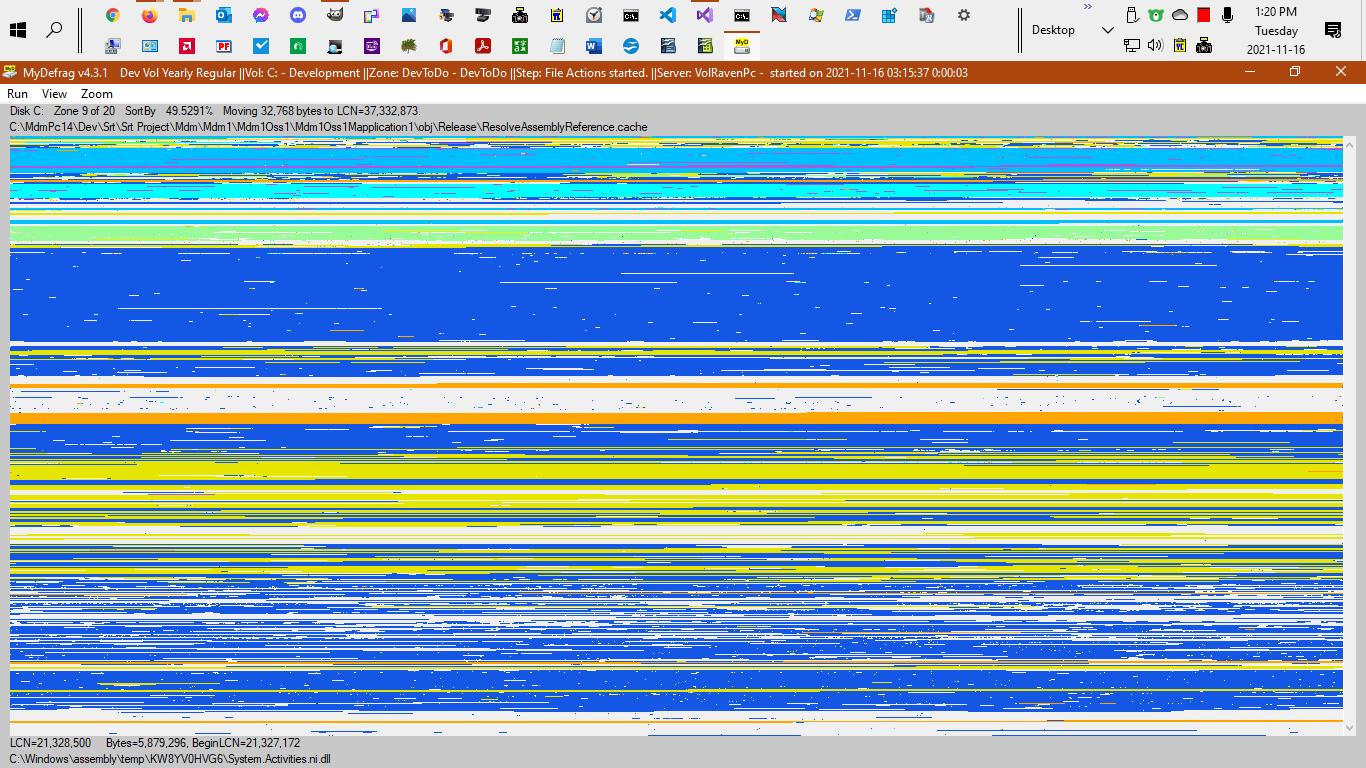 1:20 PM
Desktop
Tuesday
2021-11-16
MyDefrag v4.3.1 Dev Vol Yearly Regular ||Vol: C: - Development ||Zone: DevToDo - DevToDo ||Step: File Actions started. ||Server: VolRavenPc - started on 2021-11-16 03:15:37 0:00:03
Run View Zoom
Disk C: Zone 9 of 20 SortBy 49.5291% Moving 32,768 bytes to LCN=37,332,873.
C:\MdmPc14\Dev\Srt\Srt Project\Mdm\Mdm1\Mdm1Oss1\Mdm1Oss1Mapplication1\obj\Release\ResolveAssemblyReference.cache
LCN=21,328,500 Bytes=5,879,296, BeginLCN=21,327,172
C:\Windows\assembly\temp\KW8YV0HVG6\System.Activities.ni.dll